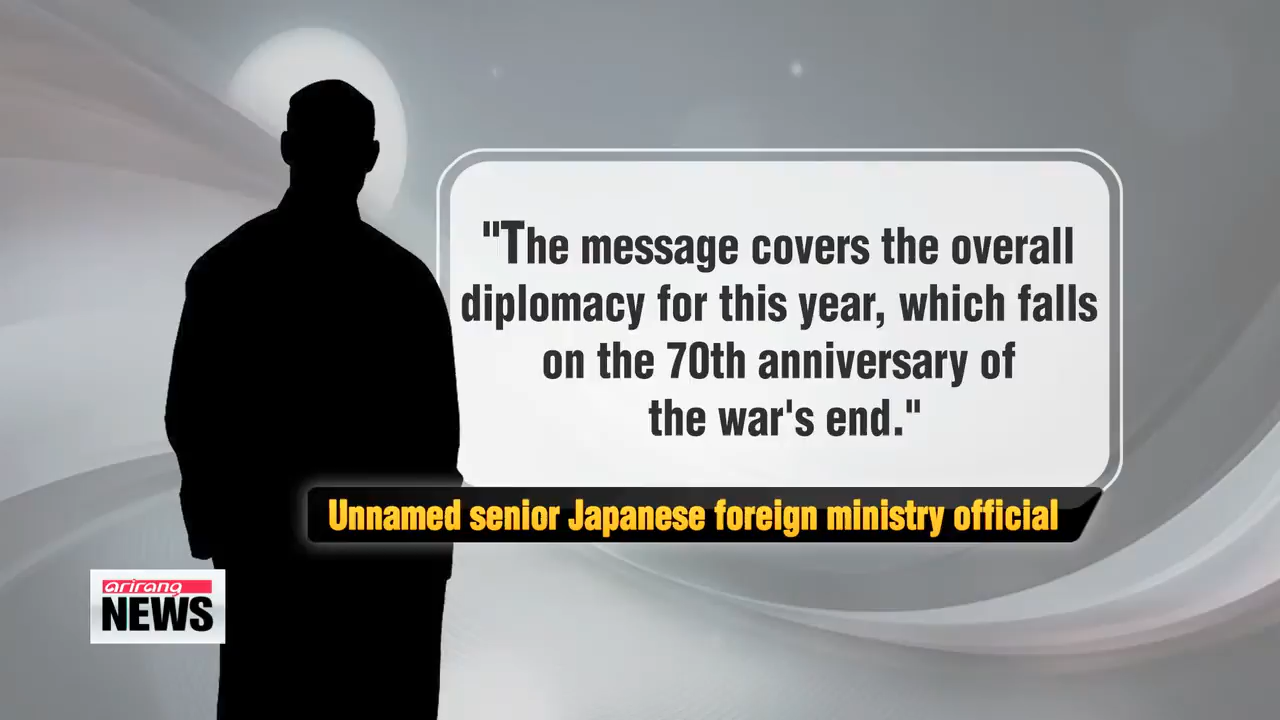 "The message covers the overall
diplomacy for this year, which falls
on the 70th anniversary of
the war's end."
Unnamed senior Japanese foreign ministry official
arirang
NEWS